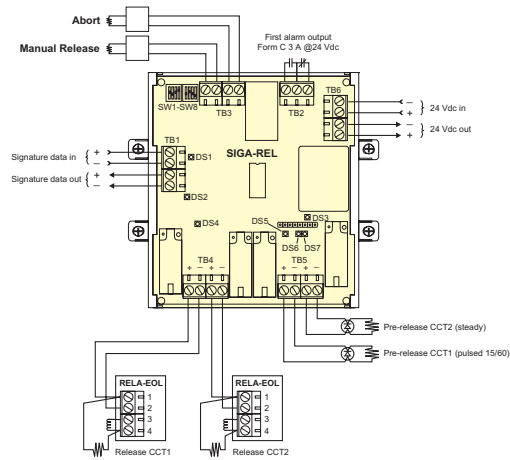 Abort
Manual Release
First alarm output
Form C 3 A @24 Vdc
SW1-SW8
TB3
TB2
TB6
− } 24 Vdc in
+
− } 24 Vdc out
+
TB1
SIGA-REL
Signature data in { +
−
Signature data out { +
−
DS1
DS2
DS4
DS5
DS3
DS6 DS7
TB4
TB5
+ − + −
+ − + −
Pre-release CCT2 (steady)
Pre-release CCT1 (pulsed 15/60)
RELA-EOL
1
2
3
4
Release CCT1
RELA-EOL
1
2
3
4
Release CCT2